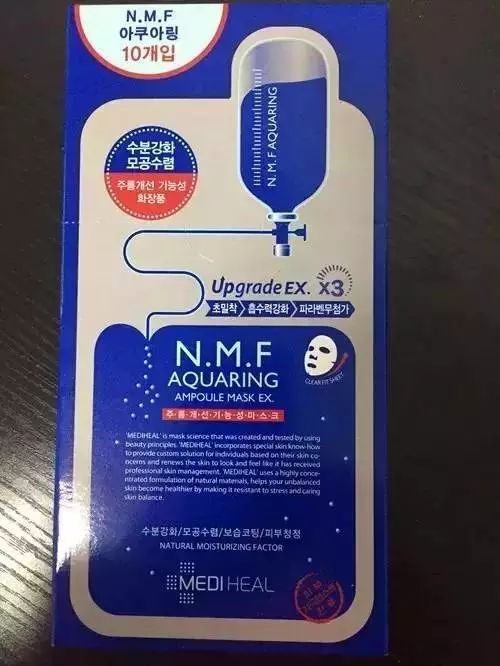 N.M.F
아쿠아링
10개입
N.M.F AQUARING
수분강화
모공수렴
주름개선 기능성
화장품
Upgrade EX. x3
초밀착 흡수력강화 파라벤무첨가
N.M.F
AQUARING
AMPOULE MASK EX.
CLEAR FIT SHEET
주·름·개·선·기·능·성·마·스·크
'MEDIHEAL' is mask science that was created and tested by using
beauty principles. 'MEDIHEAL' incorporates special skin know-how
to provide custom solution for individuals based on their skin co-
ncerns and renews the skin to look and feel like it has received
professional skin management. 'MEDIHEAL' uses a highly conce-
ntrated formulation of natural materials, helps your unbalanced
skin become healthier by making it resistant to stress and caring
skin balance.
수분강화/모공수렴/보습코팅/피부청정
NATURAL MOISTURIZING FACTOR
MEDIHEAL